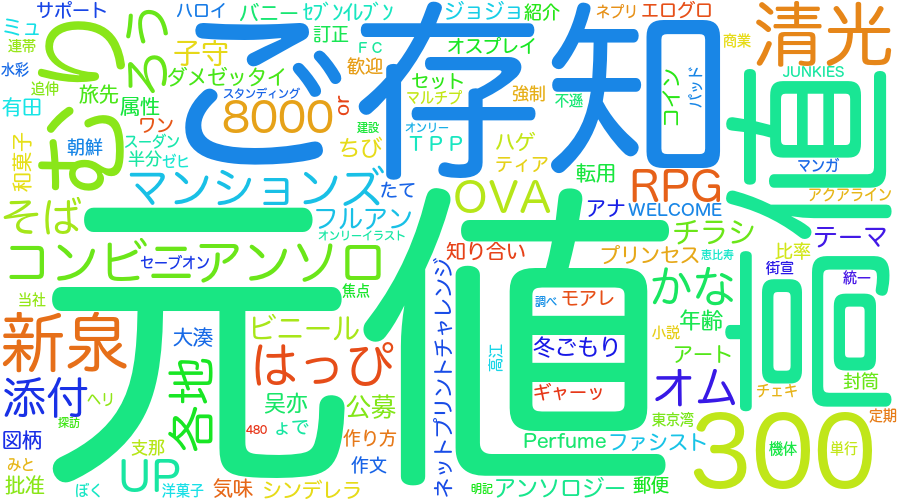 サポート
ハロイ
バニー
ｾﾌﾞﾝｲﾚﾌﾞﾝ
ジョジョ
紹介
ネプリ
エログロ
ミュ
連帯
むり
ろう
子守
訂正
ＦＣ
オスプレイ
商業
清光
水彩
追伸
旅先
ダメゼッタイ
歓迎
ご存知
セット
JUNKIES
有田
属性
スタンディング
8000
or
マルチプ
強制
不遜
コイン
パッド
価値
ワン
スーダン
朝鮮
半分
ゼヒ
建設
オンリー
ＴＰＰ
ちび
ハゲ
ティア
転用
マンガ
和菓子
マンションズ
たて
OVA
RPG
アナ
WELCOME
アクアライン
そば
フルアン
オンリーイラスト
チラシ
テーマ
コンビニアンソロ
セーブオン
知り合い
プリンセス
恵比寿
比率
街宣
統一
当社
焦点
元値
調べ
モアレ
かな
新泉
大湊
ビニール
ネットプリントチャレンジ
年齢
小説
はっぴ
高江
冬ごもり
アート
添付
ヘリ
各地
吴亦
公募
ギャーッ
オム
チェキ
封筒
探訪
480
ょで
東京湾
300
定期
図柄
支那
作り方
Perfume
ファシスト
機体
単行
みと
批准
UP
作文
ぼく
洋菓子
気味
シンデレラ
明記
アンソロジー
郵便